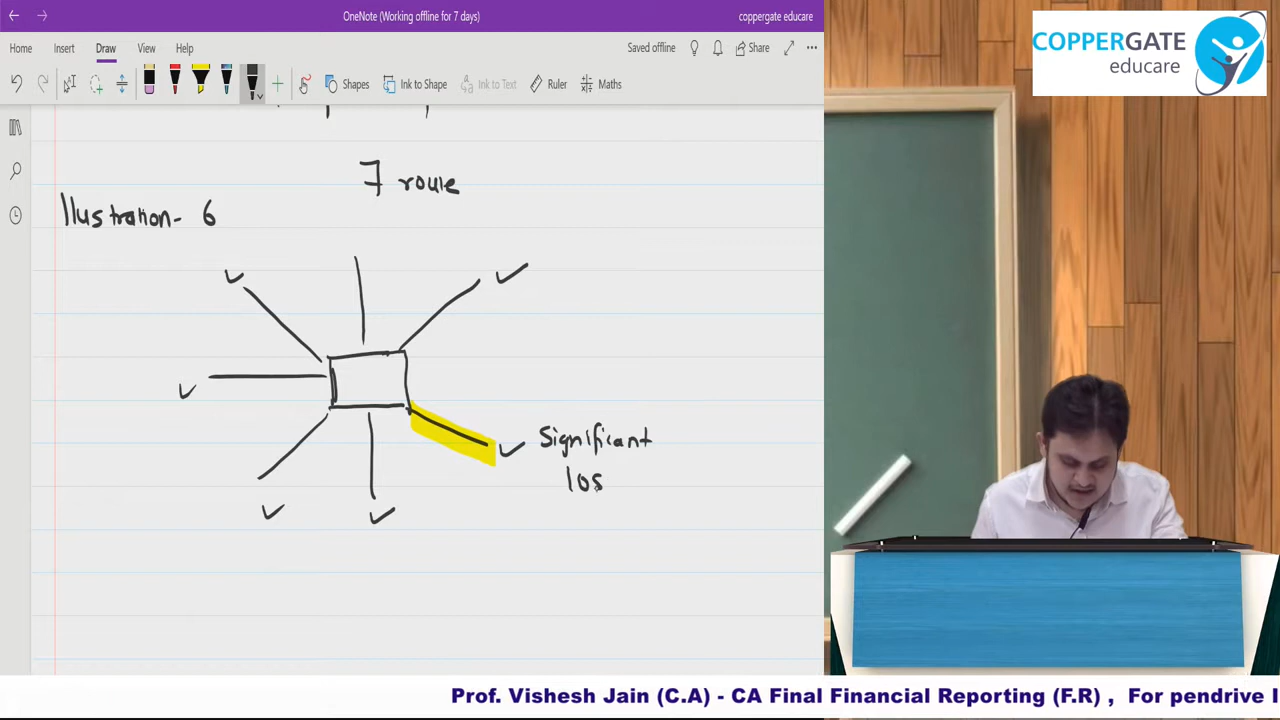 OneNote (Working offline for 7 days)
coppergate educare
Home Insert Draw View Help
Saved offline
Share
Shapes
Ink to Shape
Ink to Text
Ruler
Maths
COPPERGATE
educare
7 route
Illustration- 6
Significant
los
Prof. Vishesh Jain (C.A) - CA Final Financial Reporting (F.R) , For pendrive l